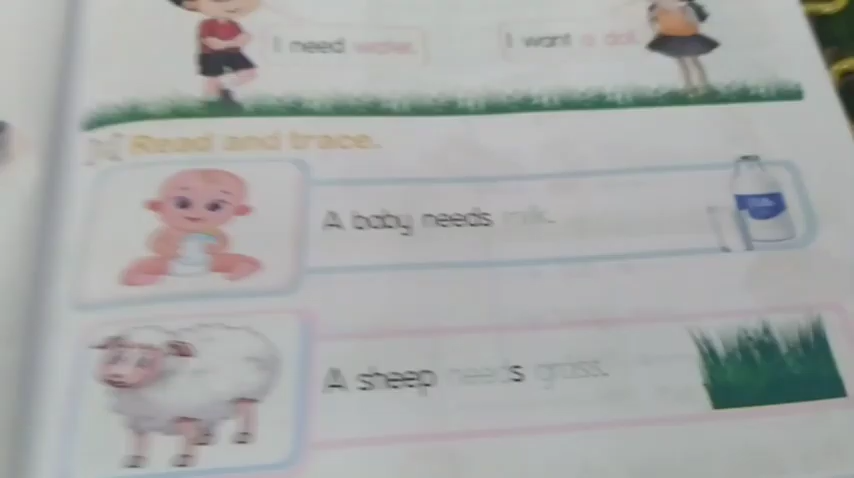 I need water.
I want a doll.
Read and trace.
A baby needs milk.
A sheep needs grass.